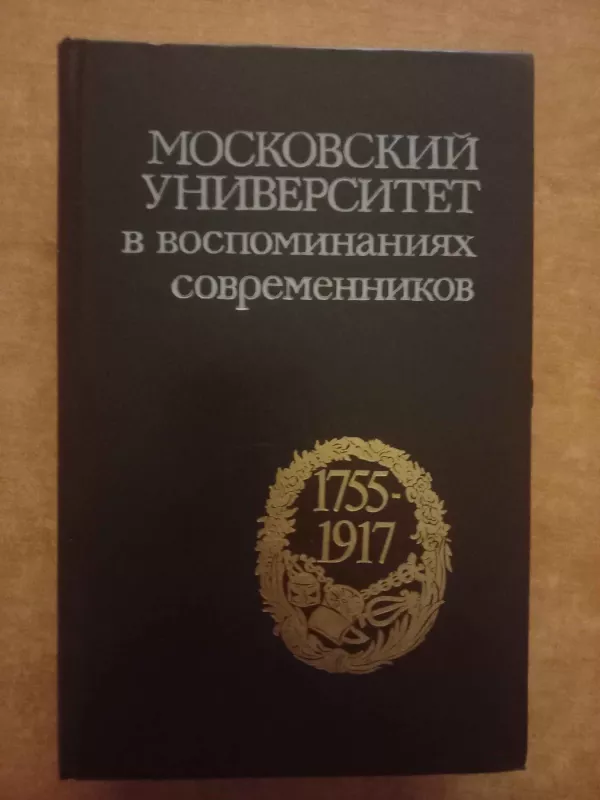 МОСКОВСКИЙ
УНИВЕРСИТЕТ
в воспоминаниях
современников
1755-
1917